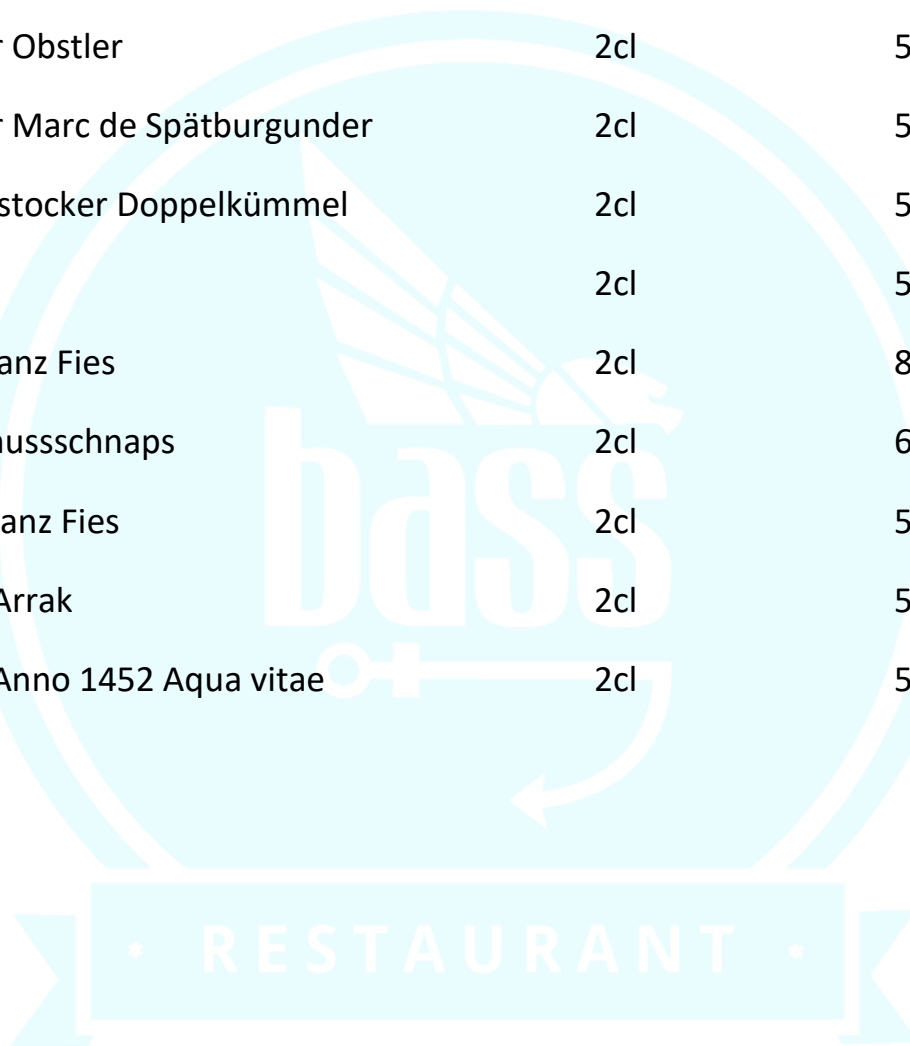 r Obstler 2cl 5
r Marc de Spätburgunder 2cl 5
stocker Doppelkümmel 2cl 5
2cl 5
anz Fies 2cl 8
nussschnaps 2cl 6
anz Fies 2cl 5
Arrak 2cl 5
Anno 1452 Aqua vitae 2cl 5
bass
RESTAURANT